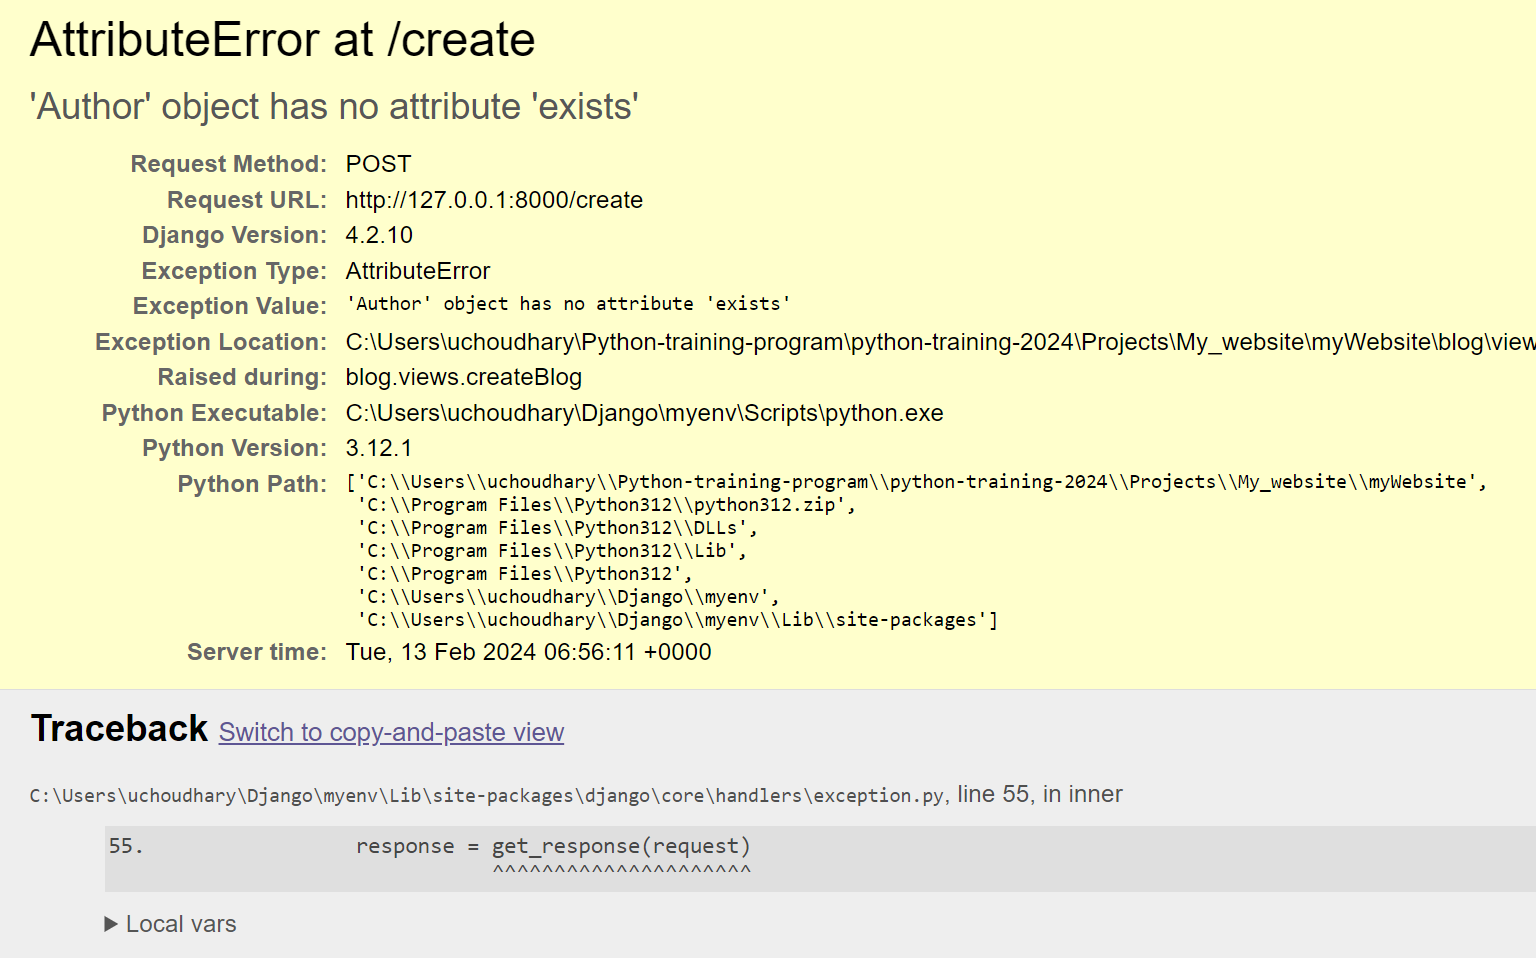 AttributeError at /create
'Author' object has no attribute 'exists'
Request Method: POST
Request URL: http://127.0.0.1:8000/create
Django Version: 4.2.10
Exception Type: AttributeError
Exception Value: 'Author' object has no attribute 'exists'
Exception Location: C:\Users\uchoudhary\Python-training-program\python-training-2024\Projects\My_website\myWebsite\blog\view
Raised during: blog.views.createBlog
Python Executable: C:\Users\uchoudhary\Django\myenv\Scripts\python.exe
Python Version: 3.12.1
Python Path: ['C:\\Users\\uchoudhary\\Python-training-program\\python-training-2024\\Projects\\My_website\\myWebsite',
'C:\\Program Files\\Python312\\python312.zip',
'C:\\Program Files\\Python312\\DLLs',
'C:\\Program Files\\Python312\\Lib',
'C:\\Program Files\\Python312',
'C:\\Users\\uchoudhary\\Django\\myenv',
'C:\\Users\\uchoudhary\\Django\\myenv\\Lib\\site-packages']
Server time: Tue, 13 Feb 2024 06:56:11 +0000
Traceback Switch to copy-and-paste view
C:\Users\uchoudhary\Django\myenv\Lib\site-packages\django\core\handlers\exception.py, line 55, in inner
55. response = get_response(request)
^^^^^^^^^^^^^^^^^^^^^
▶ Local vars